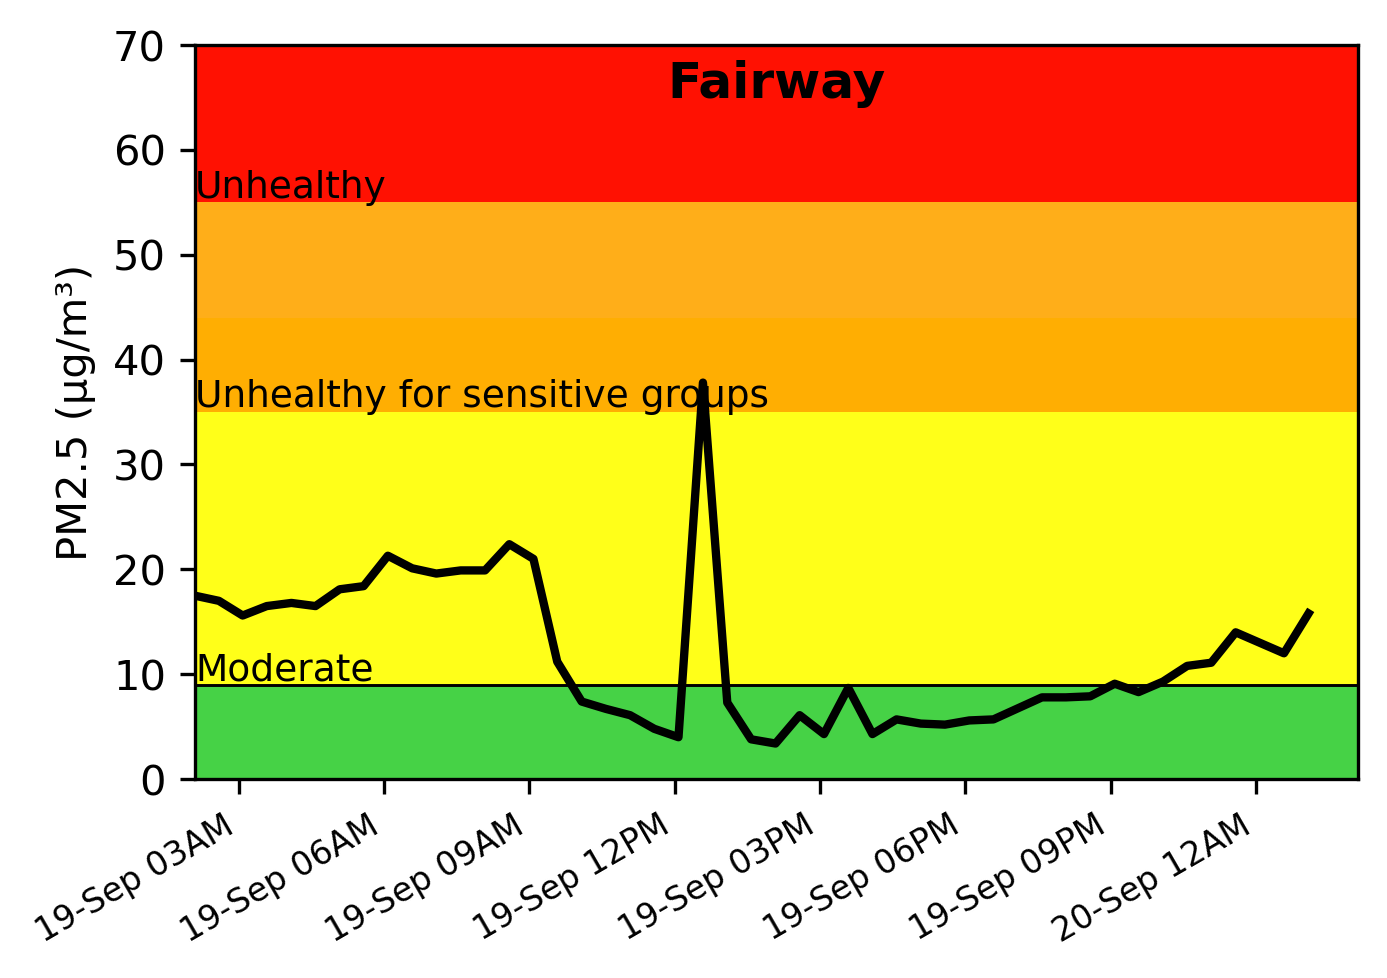 Fairway
PM2.5 (µg/m³)
70
60
50
40
30
20
10
0
Unhealthy
Unhealthy for sensitive groups
Moderate
19-Sep 03AM
19-Sep 06AM
19-Sep 09AM
19-Sep 12PM
19-Sep 03PM
19-Sep 06PM
19-Sep 09PM
20-Sep 12AM